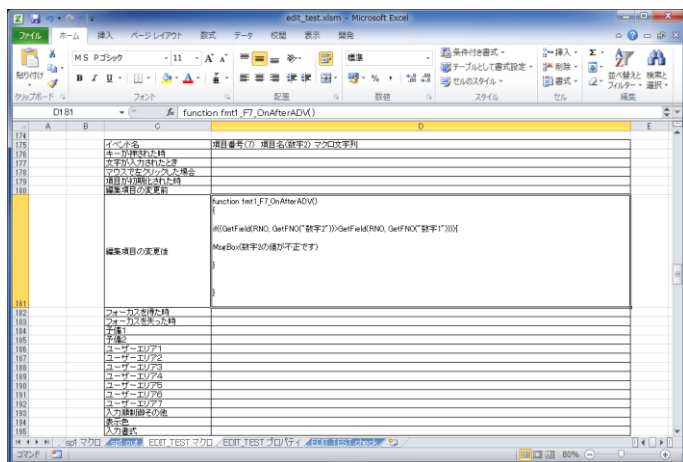 edit_test.xlsm - Microsoft Excel
ファイル ホーム 挿入 ページ レイアウト 数式 データ 校閲 表示 開発
MS Pゴシック 11 A A 標準 条件付き書式 挿入 Σ
貼り付け B I U A % , テーブルとして書式設定 削除 並べ替えと 検索と
セルのスタイル 書式 フィルター 選択
クリップボード フォント 配置 数値 スタイル セル 編集
D181 fx function fmt1_F7_OnAfterADV()
A B C D E
174
175 イベント名 項目番号(7) 項目名(数字2) マクロ文字列
176 キーが押された時
177 文字が入力されたとき
178 マウスで左クリックした場合
179 項目が初期化された時
180 編集項目の変更前
function fmt1_F7_OnAfterADV()
{
if((GetField(RNO, GetFNO("数字2"))>GetField(RNO, GetFNO("数字1")))){
編集項目の変更後
MsgBox(数字2の値が不正です)
}
}
181
182 フォーカスを得た時
183 フォーカスを失った時
184 予備1
185 予備2
186 ユーザーエリア1
187 ユーザーエリア2
188 ユーザーエリア3
189 ユーザーエリア4
190 ユーザーエリア5
191 ユーザーエリア6
192 ユーザーエリア7
193 入力順制御その他
194 表示色
195 入力書式
sp1.マクロ sp1.out EDIT_TEST.マクロ EDIT_TEST.プロパティ EDIT_TEST.check
コマンド 80%